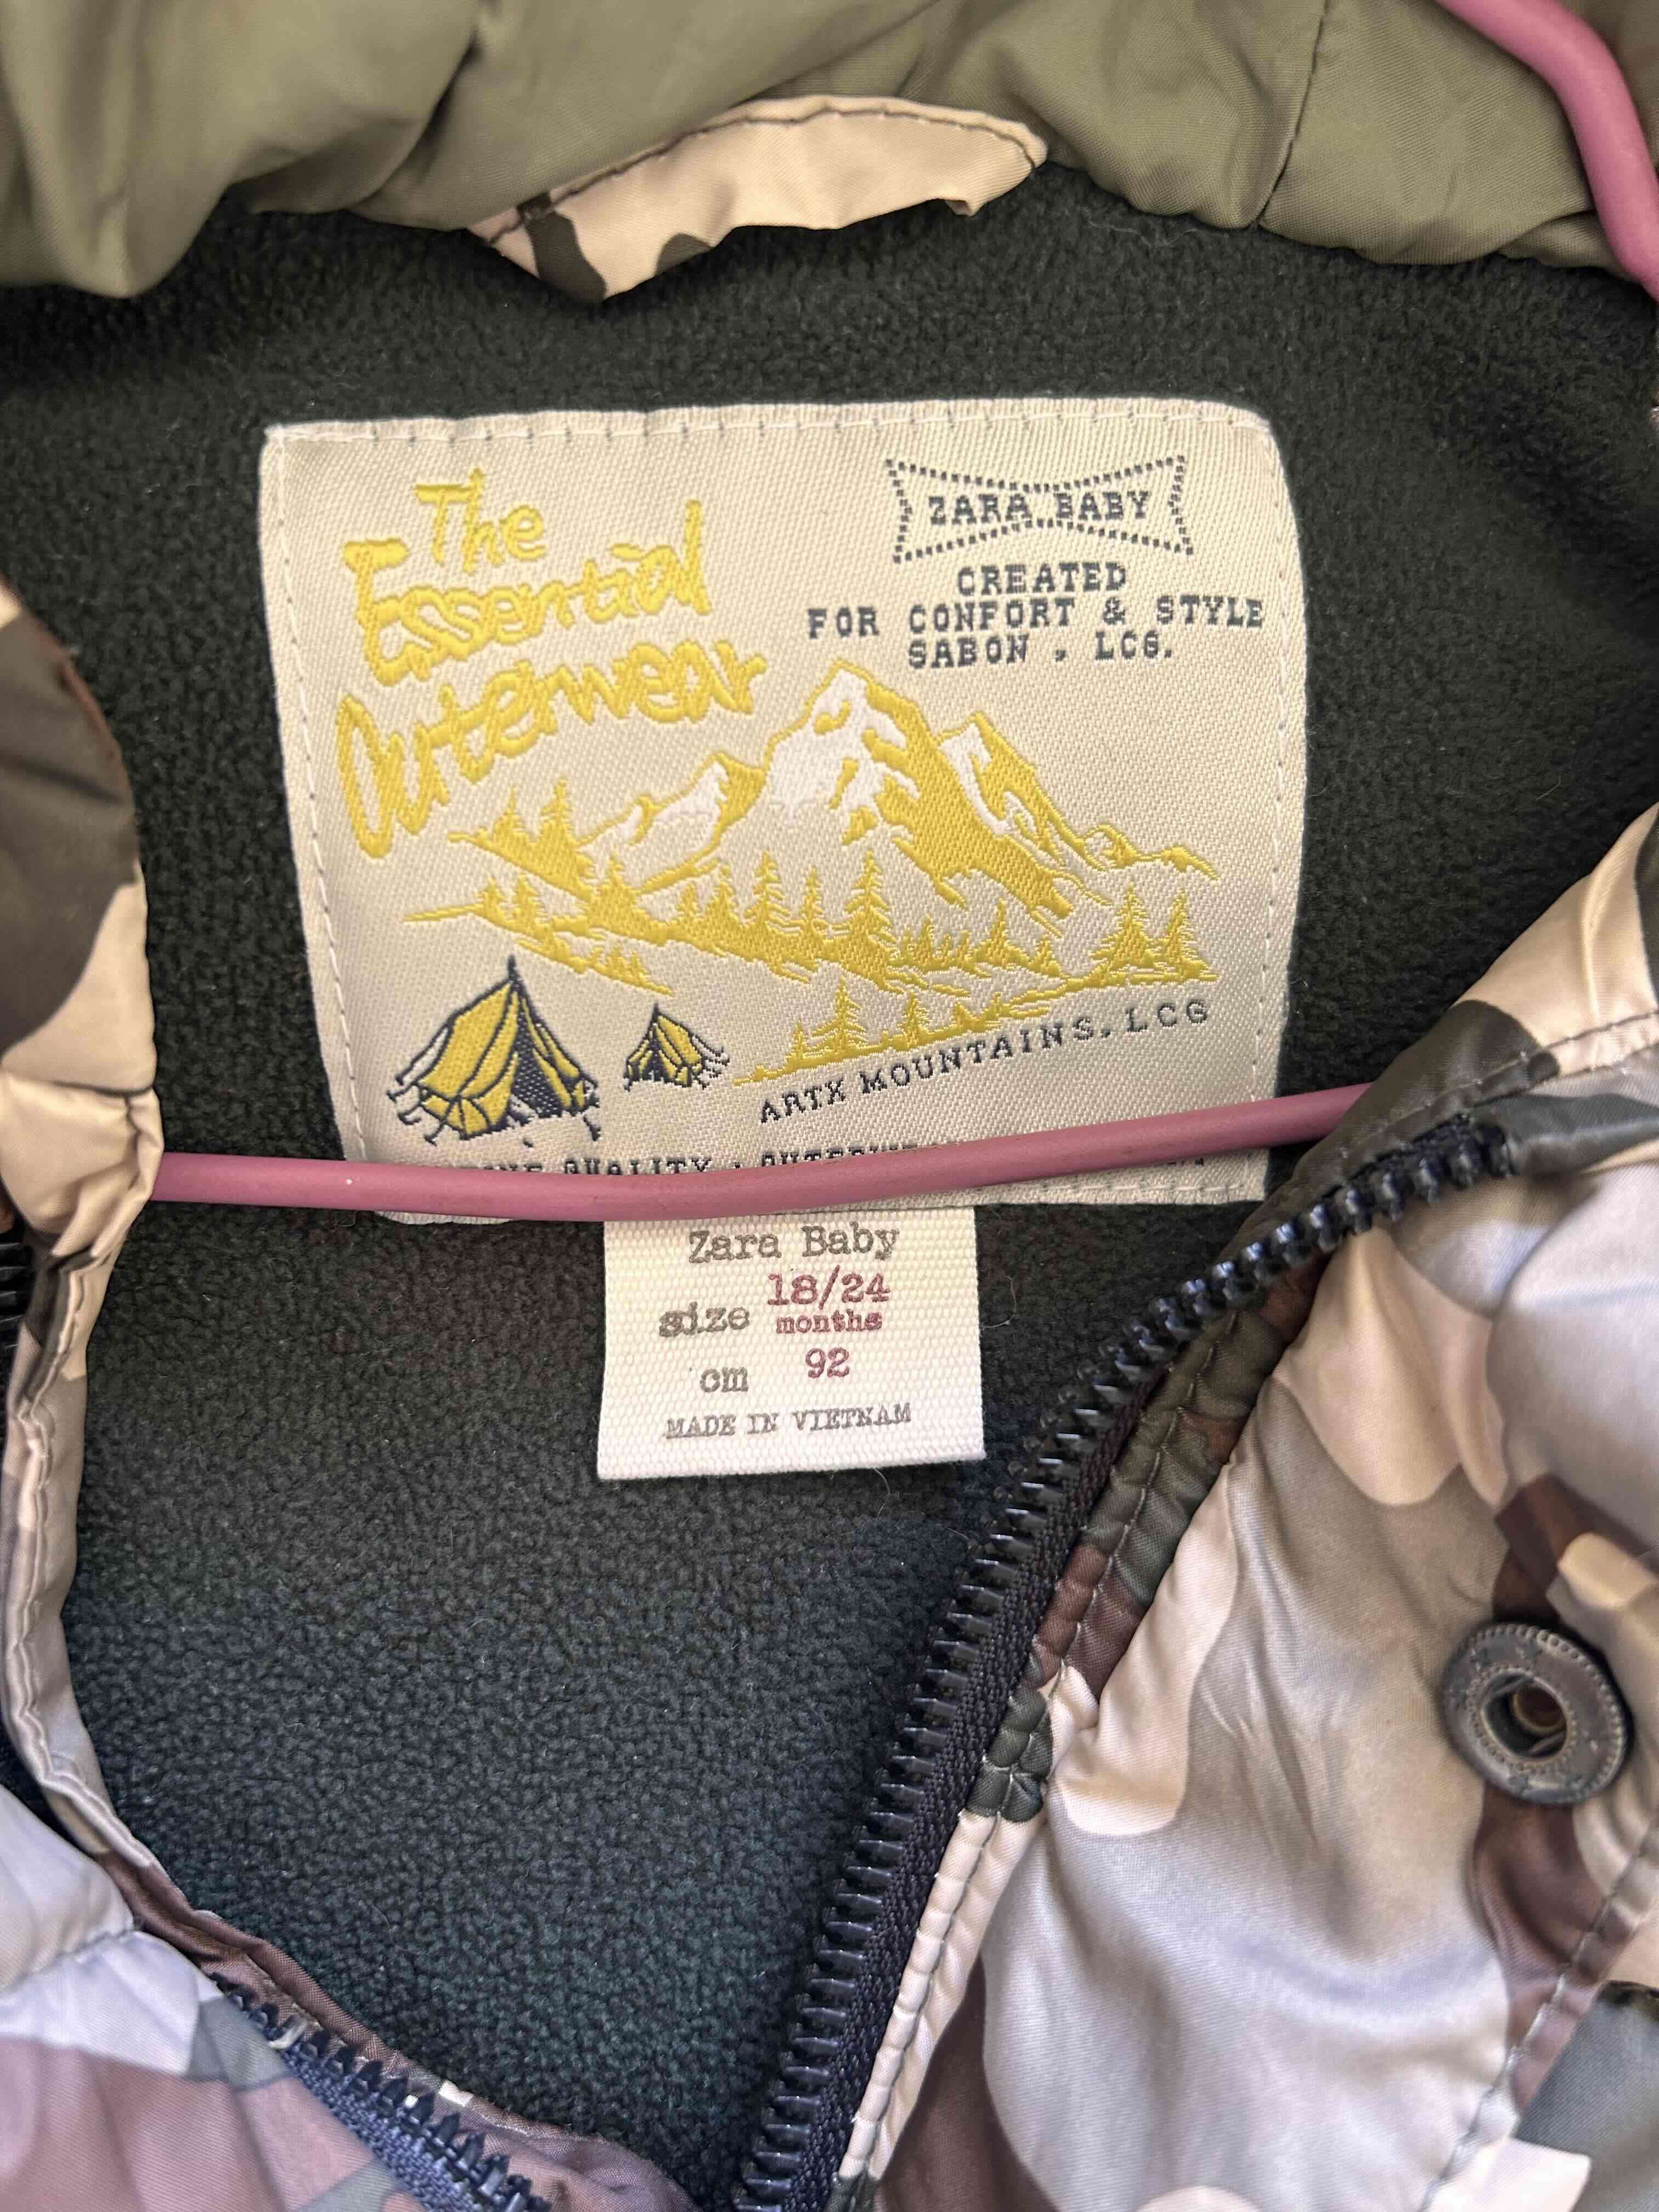 The
Essential
Outerwear
ZARA BABY
CREATED
FOR CONFORT & STYLE
SABON . LCG.
ARTX MOUNTAINS, LCG
QUALITY
Zara Baby
size 18/24
months
cm 92
MADE IN VIETNAM